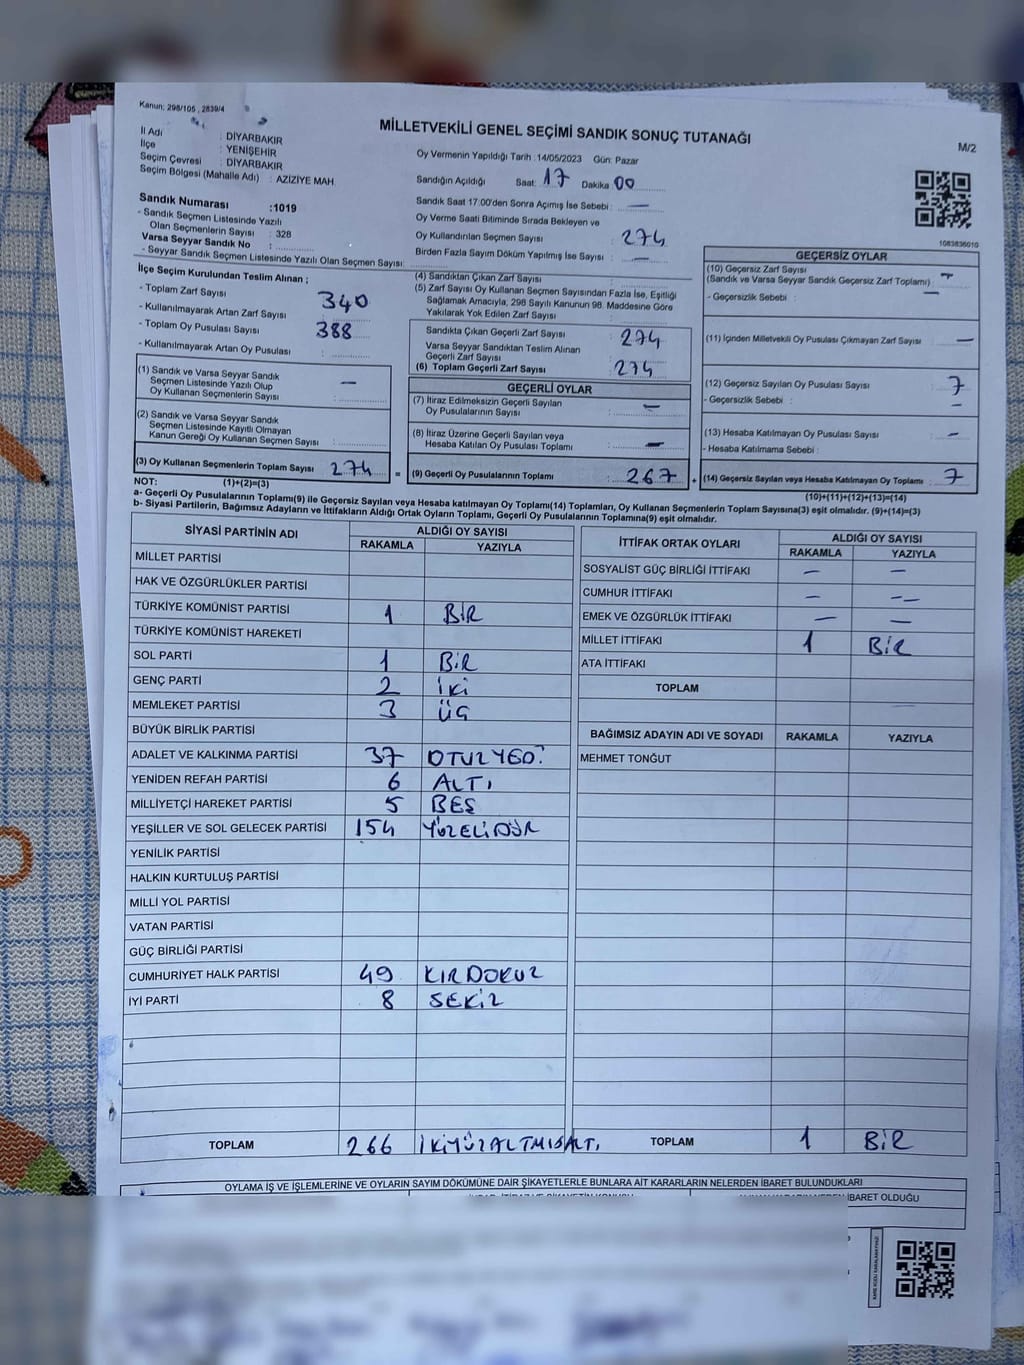 Kanun: 298/105 , 2839/4
MİLLETVEKİLİ GENEL SEÇİMİ SANDIK SONUÇ TUTANAĞI
M/2
İl Adı : DİYARBAKIR
İlçe : YENİŞEHİR
Seçim Çevresi : DİYARBAKIR
Seçim Bölgesi (Mahalle Adı) : AZİZİYE MAH
Sandık Numarası :1019
- Sandık Seçmen Listesinde Yazılı
Olan Seçmenlerin Sayısı : 328
Varsa Seyyar Sandık No :
- Seyyar Sandık Seçmen Listesinde Yazılı Olan Seçmen Sayısı:
Oy Vermenin Yapıldığı Tarih :14/05/2023 Gün: Pazar
Sandığın Açıldığı Saat: 17 Dakika 00
Sandık Saat 17.00'den Sonra Açımış İse Sebebi : —
Oy Verme Saati Bitiminde Sırada Bekleyen ve
Oy Kullandırılan Seçmen Sayısı : 274
Birden Fazla Sayım Döküm Yapılmış İse Sayısı : —
1083836010
İlçe Seçim Kurulundan Teslim Alınan ;
- Toplam Zarf Sayısı : 340
- Kullanılmayarak Artan Zarf Sayısı :
- Toplam Oy Pusulası Sayısı : 388
- Kullanılmayarak Artan Oy Pusulası :
(1) Sandık ve Varsa Seyyar Sandık
Seçmen Listesinde Yazılı Olup
Oy Kullanan Seçmenlerin Sayısı : —
(2) Sandık ve Varsa Seyyar Sandık
Seçmen Listesinde Kayıtlı Olmayan
Kanun Gereği Oy Kullanan Seçmen Sayısı :
(3) Oy Kullanan Seçmenlerin Toplam Sayısı : 274
(4) Sandıktan Çıkan Zarf Sayısı :
(5) Zarf Sayısı Oy Kullanan Seçmen Sayısından Fazla İse, Eşitliği
Sağlamak Amacıyla, 298 Sayılı Kanunun 98. Maddesine Göre
Yakılarak Yok Edilen Zarf Sayısı :
Sandıkta Çıkan Geçerli Zarf Sayısı : 274
Varsa Seyyar Sandıktan Teslim Alınan
Geçerli Zarf Sayısı :
(6) Toplam Geçerli Zarf Sayısı : 274
GEÇERLİ OYLAR
(7) İtiraz Edilmeksizin Geçerli Sayılan
Oy Pusulalarının Sayısı : —
(8) İtiraz Üzerine Geçerli Sayılan veya
Hesaba Katılan Oy Pusulası Toplamı : —
= (9) Geçerli Oy Pusulalarının Toplamı : 267
GEÇERSİZ OYLAR
(10) Geçersiz Zarf Sayısı
(Sandık ve Varsa Seyyar Sandık Geçersiz Zarf Toplamı) : —
- Geçersizlik Sebebi : —
(11) İçinden Milletvekili Oy Pusulası Çıkmayan Zarf Sayısı : —
(12) Geçersiz Sayılan Oy Pusulası Sayısı : 7
- Geçersizlik Sebebi : —
(13) Hesaba Katılmayan Oy Pusulası Sayısı : —
- Hesaba Katılmama Sebebi :
+ (14) Geçersiz Sayılan veya Hesaba Katılmayan Oy Toplamı : 7
NOT: (1)+(2)=(3)
(10)+(11)+(12)+(13)=(14)
a- Geçerli Oy Pusulalarının Toplamı(9) ile Geçersiz Sayılan veya Hesaba katılmayan Oy Toplamı(14) Toplamları, Oy Kullanan Seçmenlerin Toplam Sayısına(3) eşit olmalıdır. (9)+(14)=(3)
b- Siyasi Partilerin, Bağımsız Adayların ve İttifakların Aldığı Ortak Oyların Toplamı, Geçerli Oy Pusulalarının Toplamına(9) eşit olmalıdır.
SİYASİ PARTİNİN ADI ALDIĞI OY SAYISI
RAKAMLA YAZIYLA
MİLLET PARTİSİ
HAK VE ÖZGÜRLÜKLER PARTİSİ
TÜRKİYE KOMÜNİST PARTİSİ 1 BİR
TÜRKİYE KOMÜNİST HAREKETİ
SOL PARTİ 1 BİR
GENÇ PARTİ 2 İKİ
MEMLEKET PARTİSİ 3 ÜÇ
BÜYÜK BİRLİK PARTİSİ
ADALET VE KALKINMA PARTİSİ 37 OTUZYEDİ
YENİDEN REFAH PARTİSİ 6 ALTI
MİLLİYETÇİ HAREKET PARTİSİ 5 BEŞ
YEŞİLLER VE SOL GELECEK PARTİSİ 154 YÜZELİDÖR
YENİLİK PARTİSİ
HALKIN KURTULUŞ PARTİSİ
MİLLİ YOL PARTİSİ
VATAN PARTİSİ
GÜÇ BİRLİĞİ PARTİSİ
CUMHURİYET HALK PARTİSİ 49 KIRDOKUZ
İYİ PARTİ 8 SEKİZ
TOPLAM 266 İKİYÜZALTMIŞALTI
İTTİFAK ORTAK OYLARI ALDIĞI OY SAYISI
RAKAMLA YAZIYLA
SOSYALİST GÜÇ BİRLİĞİ İTTİFAKI — —
CUMHUR İTTİFAKI — —
EMEK VE ÖZGÜRLÜK İTTİFAKI — —
MİLLET İTTİFAKI 1 BİR
ATA İTTİFAKI
TOPLAM
BAĞIMSIZ ADAYIN ADI VE SOYADI RAKAMLA YAZIYLA
MEHMET TONĞUT
TOPLAM 1 BİR
OYLAMA İŞ VE İŞLEMLERİNE VE OYLARIN SAYIM DÖKÜMÜNE DAİR ŞİKAYETLERLE BUNLARA AİT KARARLARIN NELERDEN İBARET BULUNDUKLARI
İBARET OLDUĞU